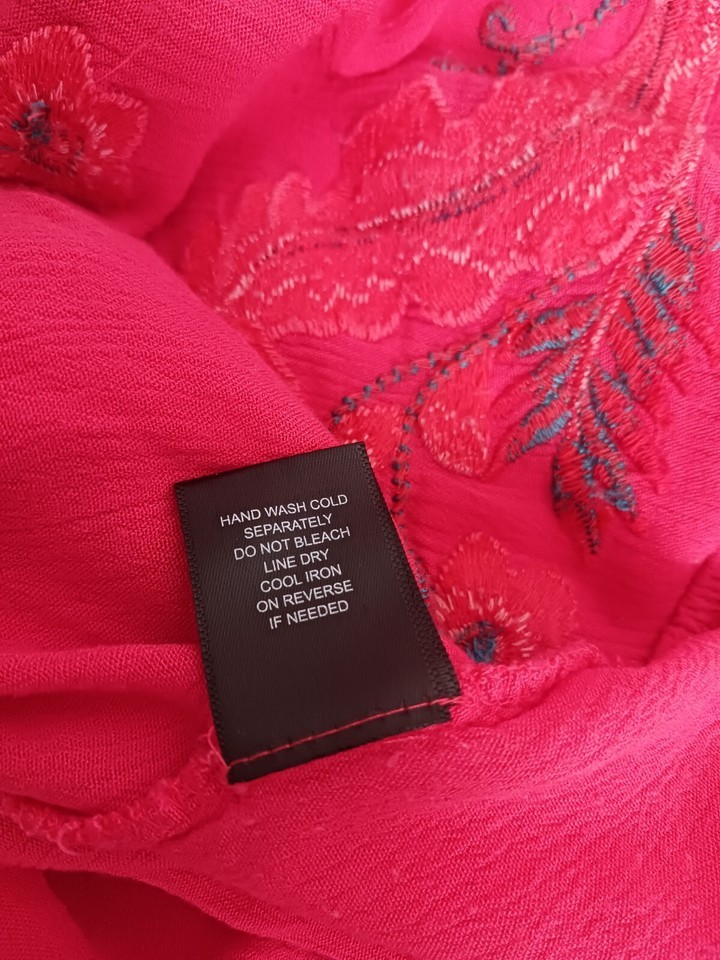 HAND WASH COLD
SEPARATELY
DO NOT BLEACH
LINE DRY
COOL IRON
ON REVERSE
IF NEEDED